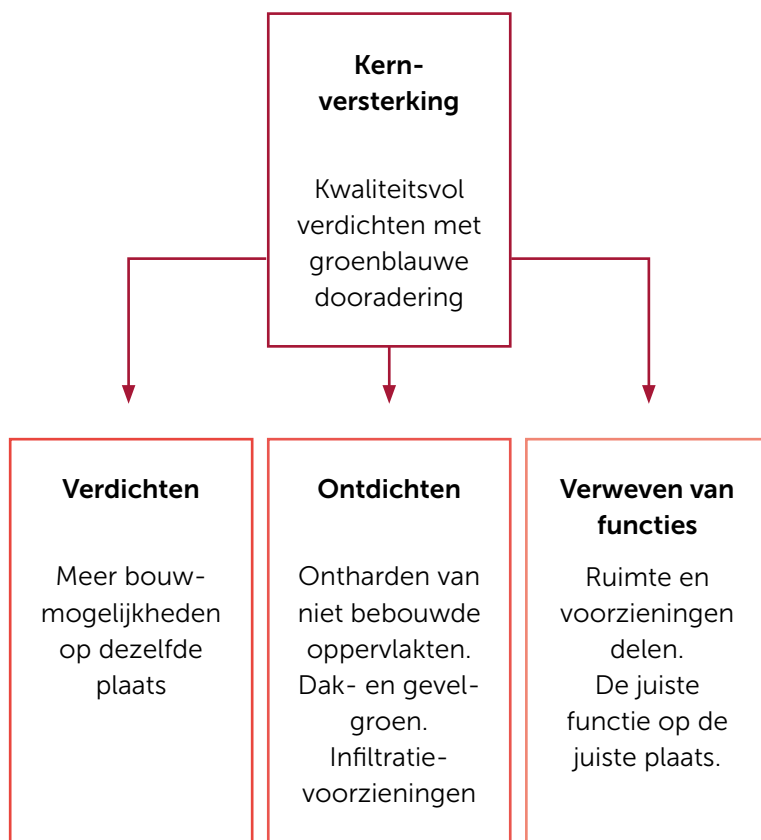 Kern-
versterking
Kwaliteitsvol
verdichten met
groenblauwe
dooradering
Verdichten
Meer bouw-
mogelijkheden
op dezelfde
plaats
Ontdichten
Ontharden van
niet bebouwde
oppervlakten.
Dak- en gevel-
groen.
Infiltratie-
voorzieningen
Verweven van
functies
Ruimte en
voorzieningen
delen.
De juiste
functie op de
juiste plaats.